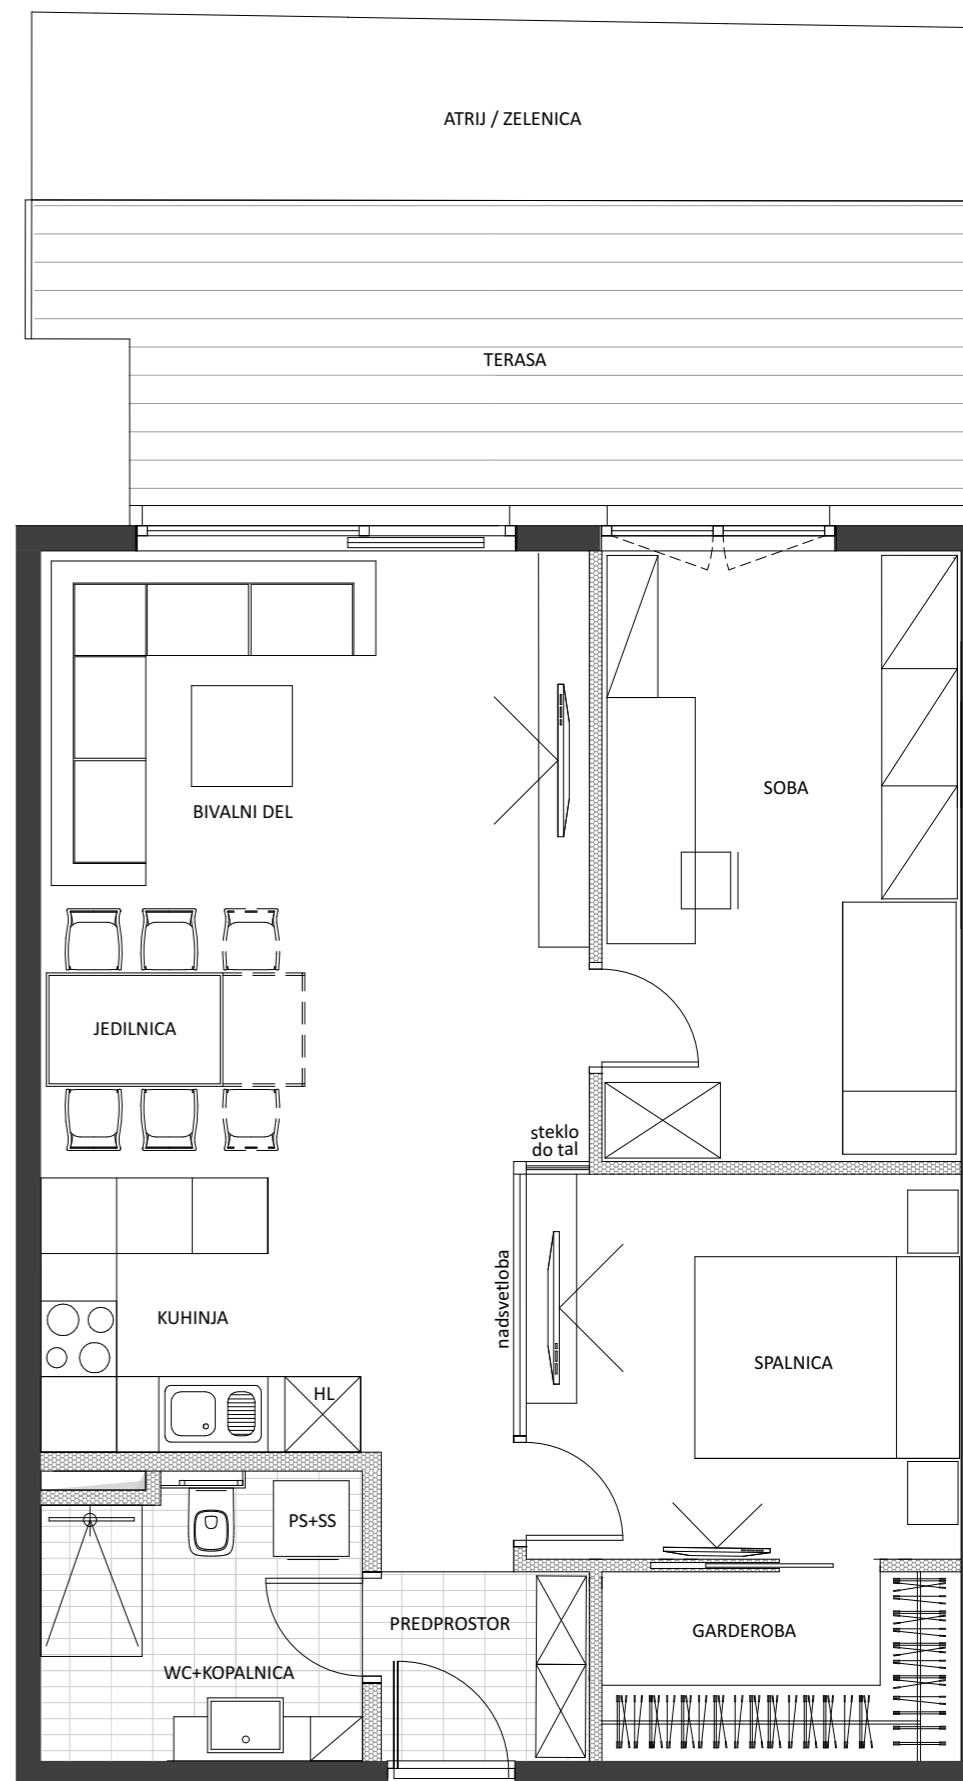 ATRIJ / ZELENICA
TERASA
BIVALNI DEL
SOBA
JEDILNICA
steklo
do tal
nadsvetloba
KUHINJA
SPALNICA
HL
PS+SS
PREDPROSTOR
GARDEROBA
WC+KOPALNICA